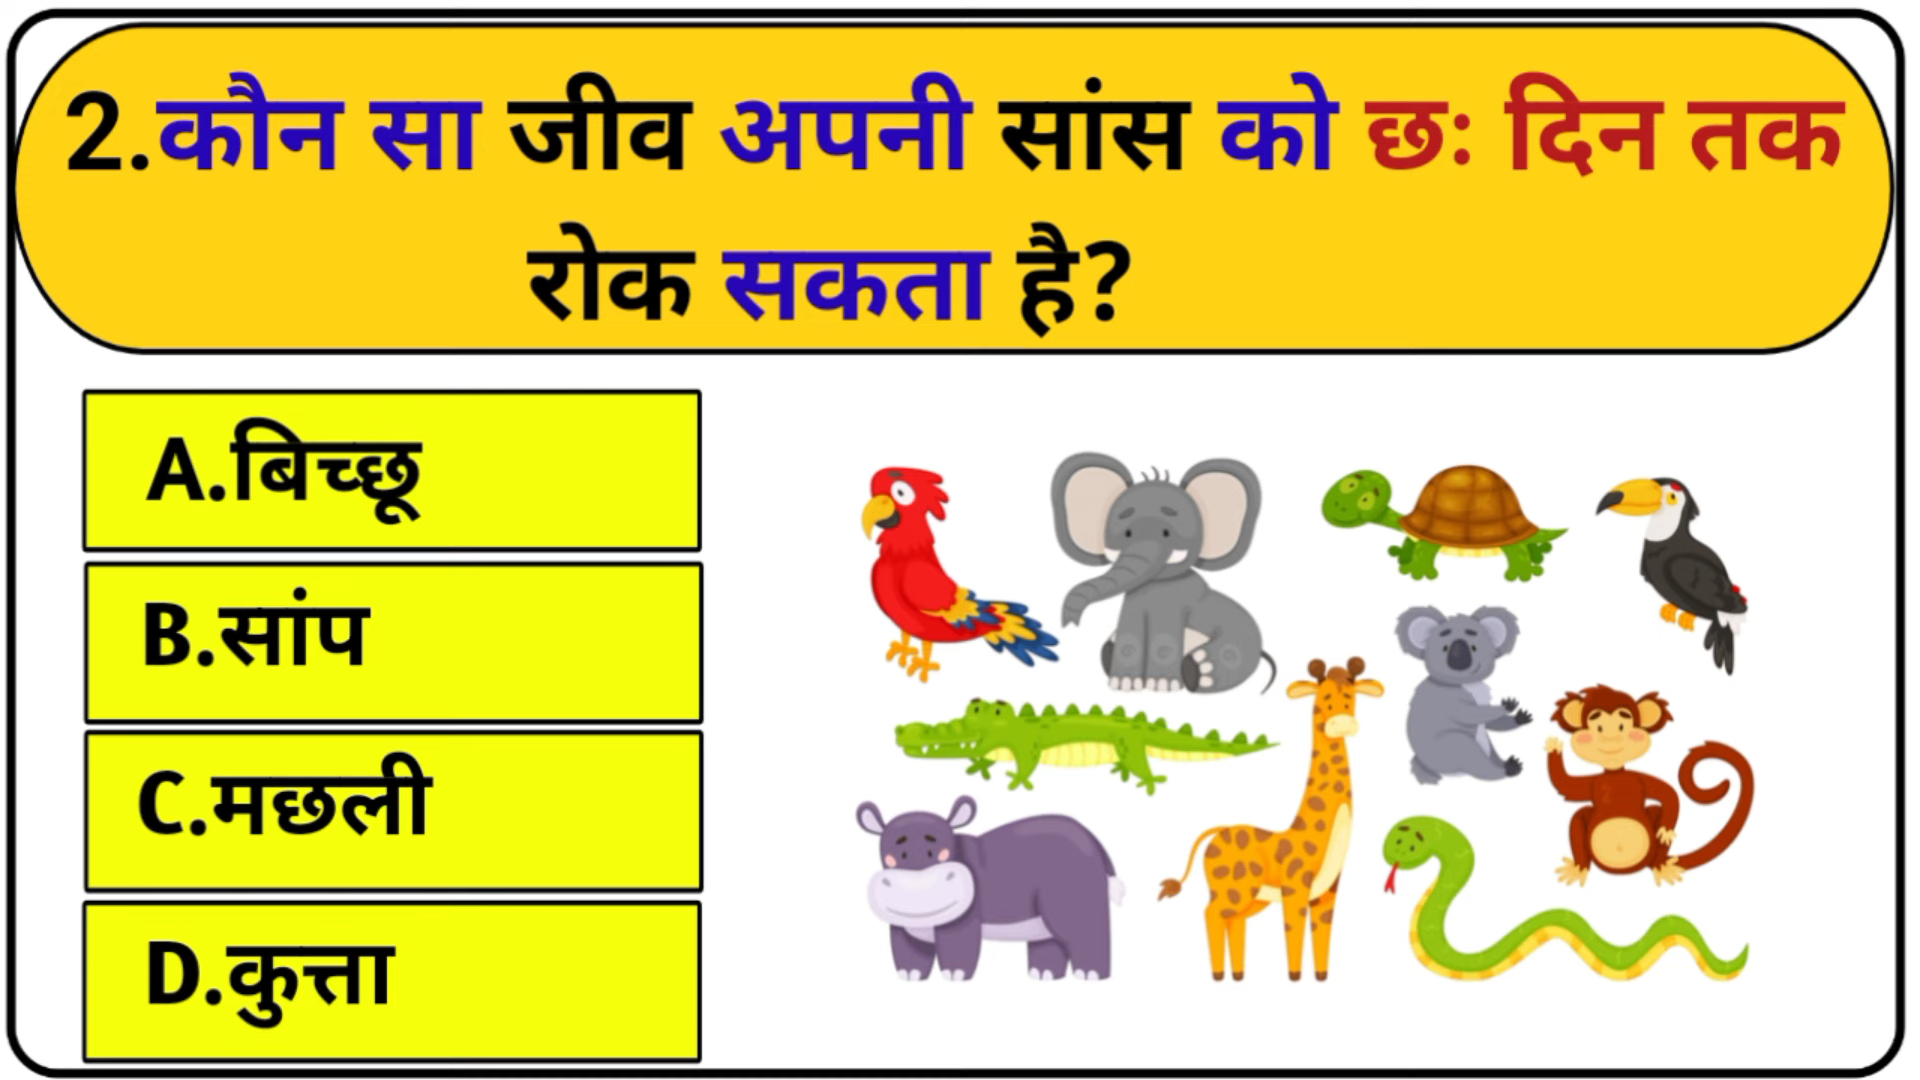 2.कौन सा जीव अपनी सांस को छः दिन तक
रोक सकता है?
A.बिच्छू
B.सांप
C.मछली
D.कुत्ता